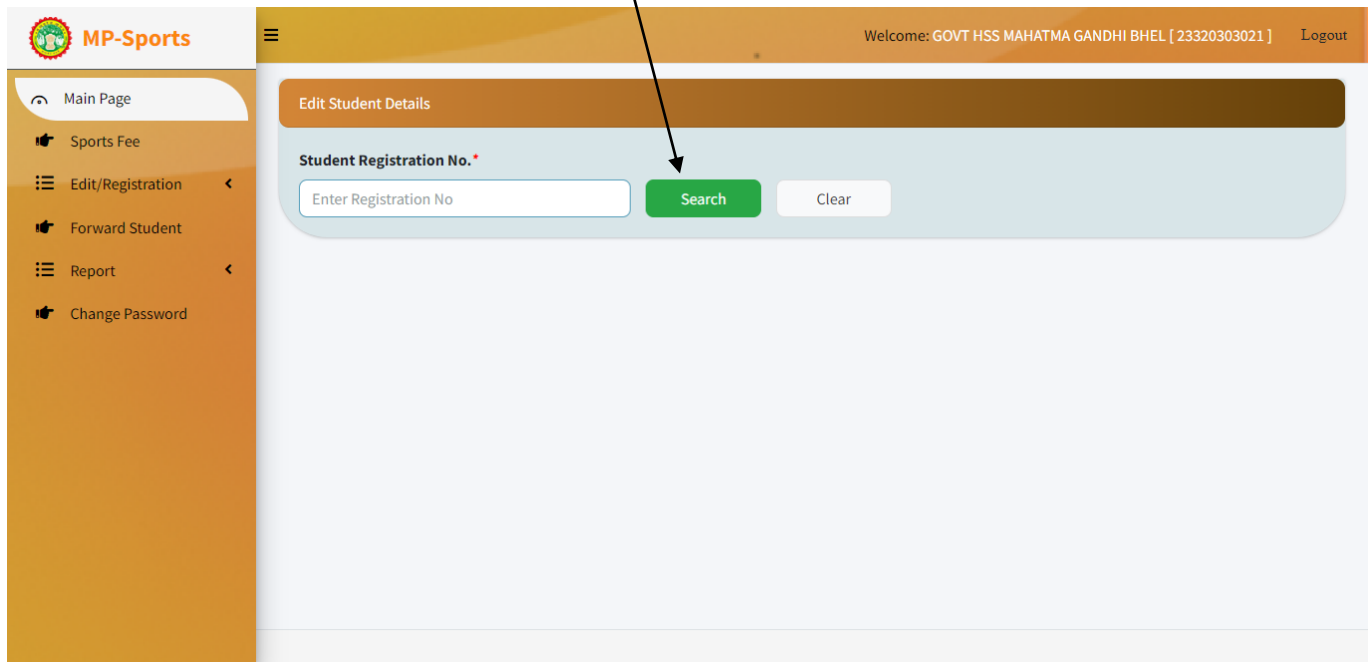 MP-Sports
Welcome: GOVT HSS MAHATMA GANDHI BHEL [ 23320303021 ] Logout
Main Page
Sports Fee
Edit/Registration
Forward Student
Report
Change Password
Edit Student Details
Student Registration No.*
Enter Registration No Search Clear